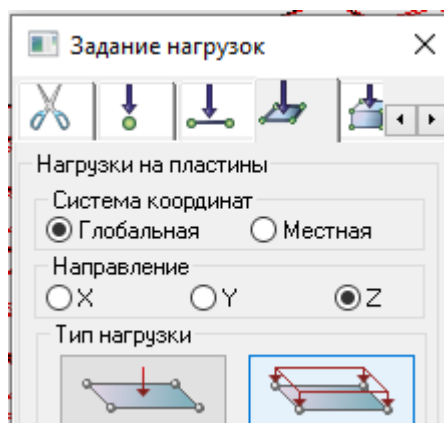 Задание нагрузок
Нагрузки на пластины
Система координат
Глобальная Местная
Направление
X Y Z
Тип нагрузки